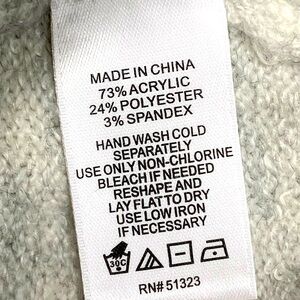 MADE IN CHINA
73% ACRYLIC
24% POLYESTER
3% SPANDEX
HAND WASH COLD
SEPARATELY
USE ONLY NON-CHLORINE
BLEACH IF NEEDED
RESHAPE AND
LAY FLAT TO DRY
USE LOW IRON
IF NECESSARY
30C
RN# 51323